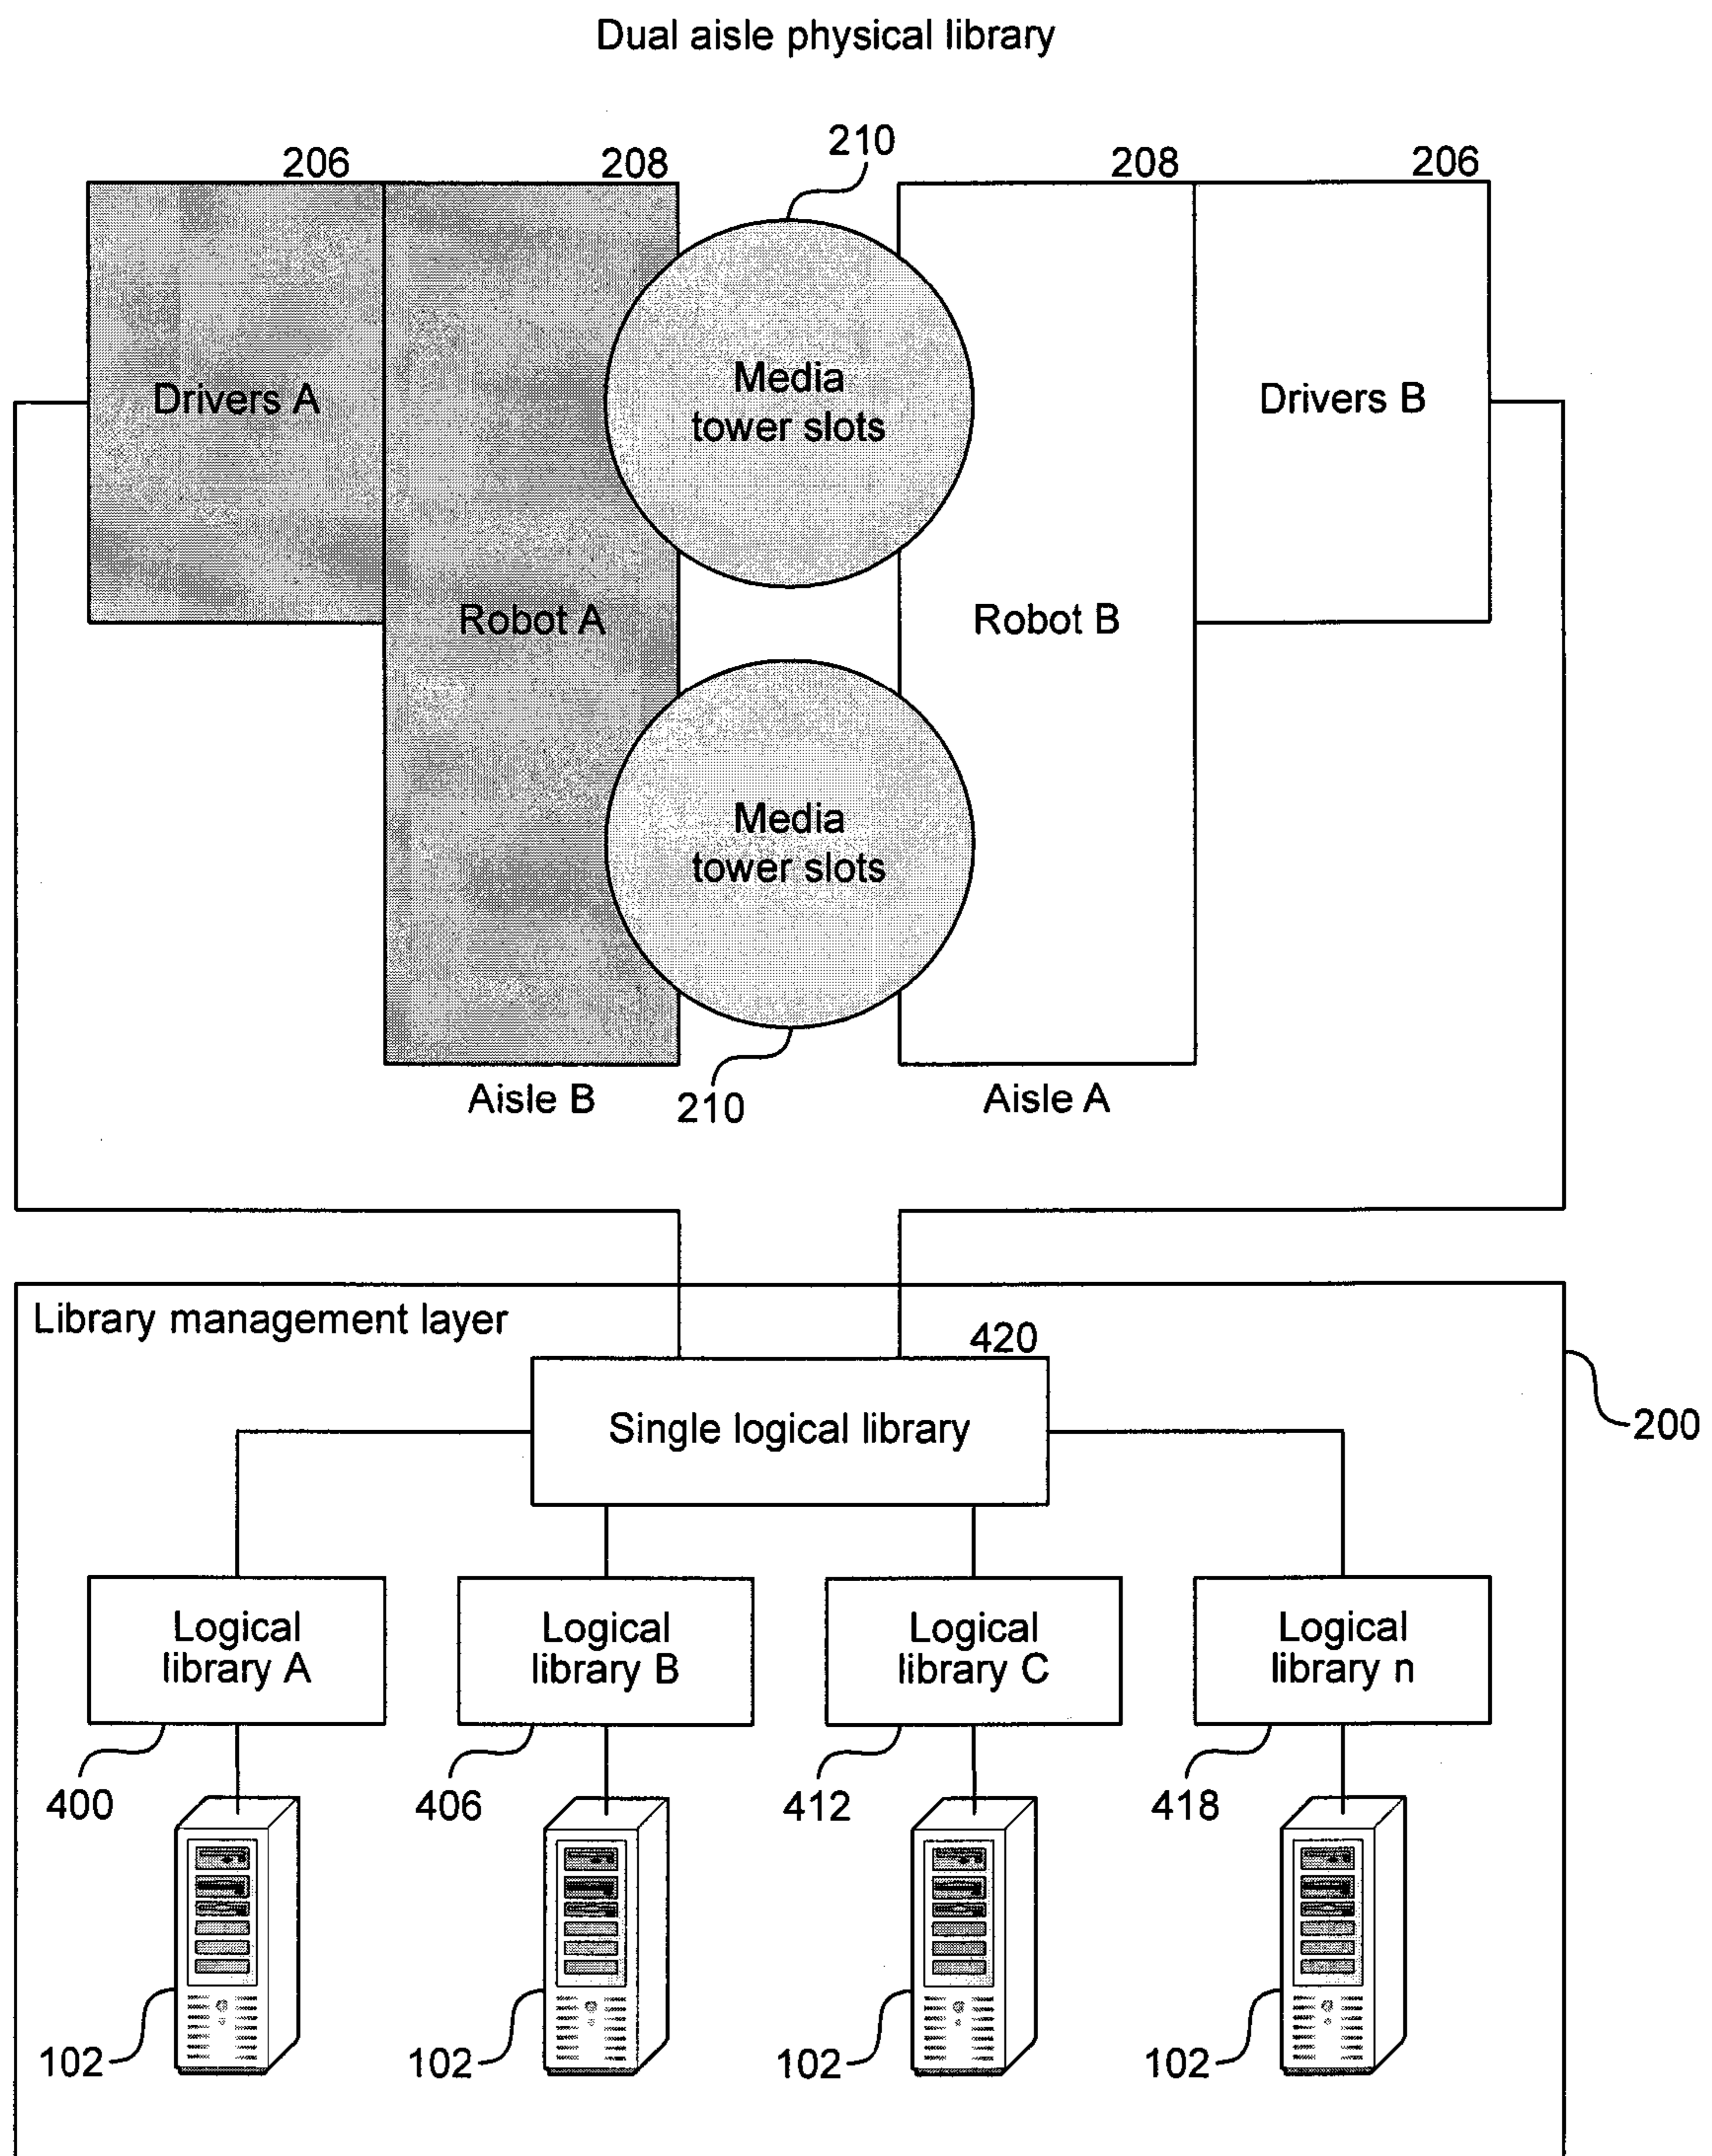 Dual aisle physical library
206
208
210
208
206
Drivers A
Media
tower slots
Drivers B
Robot A
Robot B
Media
tower slots
Aisle B
210
Aisle A
Library management layer
420
Single logical library
200
Logical
library A
Logical
library B
Logical
library C
Logical
library n
400
406
412
418
102
102
102
102